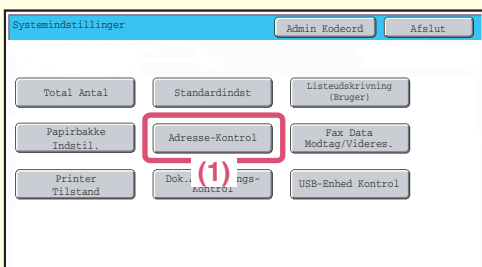 Systemindstillinger
Admin Kodeord
Afslut
Total Antal
Standardindst
Listeudskrivning
(Bruger)
Papirbakke
Indstil.
Adresse-Kontrol
Fax Data
Modtag/Videres.
Printer
Tilstand
(1)
Kontrol
USB-Enhed Kontrol